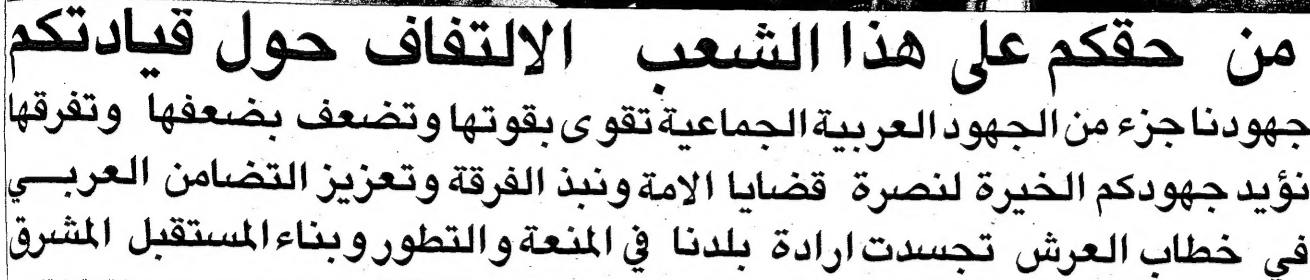 من حقكم على هذا الشعب الالتفاف حول قيادتكم
جهودنا جزء من الجهود العربية الجماعية تقوى بقوتها وتضعف بضعفها وتفرقها
نؤيد جهودكم الخيرة لنصرة قضايا الامة ونبذ الفرقة وتعزيز التضامن العربي
في خطاب العرش تجسدت ارادة بلدنا في المنعة والتطور وبناء المستقبل المشرق